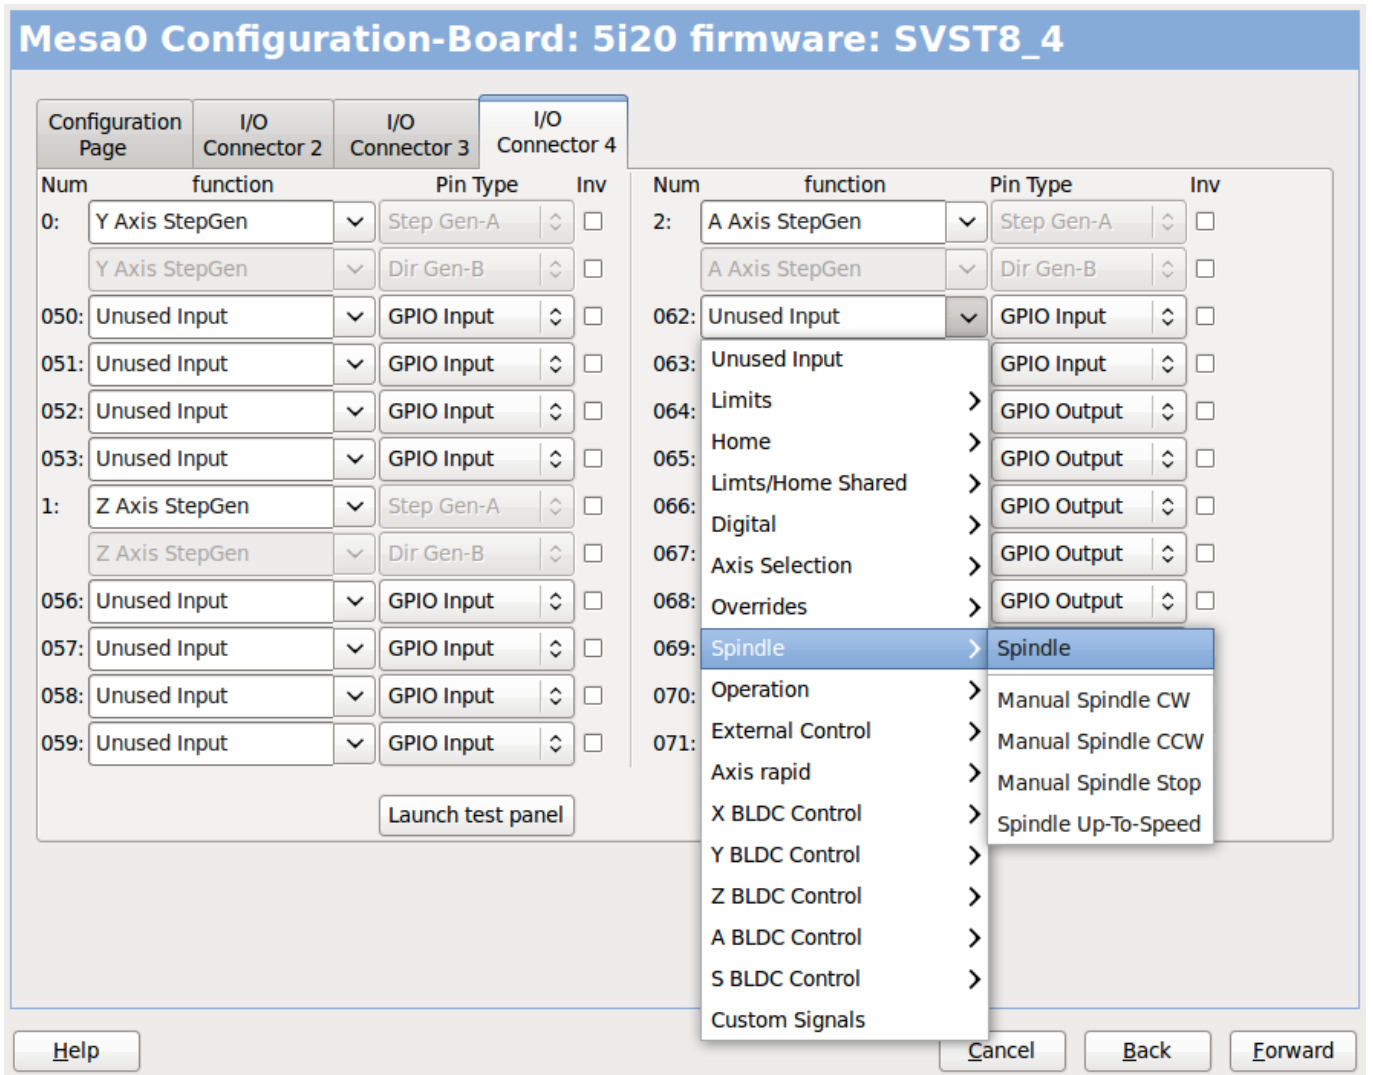 Mesa0 Configuration-Board: 5i20 firmware: SVST8_4
Configuration Page
I/O Connector 2
I/O Connector 3
I/O Connector 4
Num function Pin Type Inv Num function Pin Type Inv
0: Y Axis StepGen Step Gen-A 2: A Axis StepGen Step Gen-A
Y Axis StepGen Dir Gen-B A Axis StepGen Dir Gen-B
050: Unused Input GPIO Input 062: Unused Input GPIO Input
051: Unused Input GPIO Input 063: Unused Input GPIO Input
052: Unused Input GPIO Input 064: Limits GPIO Output
053: Unused Input GPIO Input 065: Home GPIO Output
1: Z Axis StepGen Step Gen-A 066: Limts/Home Shared GPIO Output
Z Axis StepGen Dir Gen-B 067: Digital GPIO Output
Axis Selection
056: Unused Input GPIO Input 068: Overrides GPIO Output
057: Unused Input GPIO Input 069: Spindle Spindle
058: Unused Input GPIO Input 070: Operation Manual Spindle CW
059: Unused Input GPIO Input 071: External Control Manual Spindle CCW
Axis rapid Manual Spindle Stop
Launch test panel X BLDC Control Spindle Up-To-Speed
Y BLDC Control
Z BLDC Control
A BLDC Control
S BLDC Control
Custom Signals
Help Cancel Back Forward